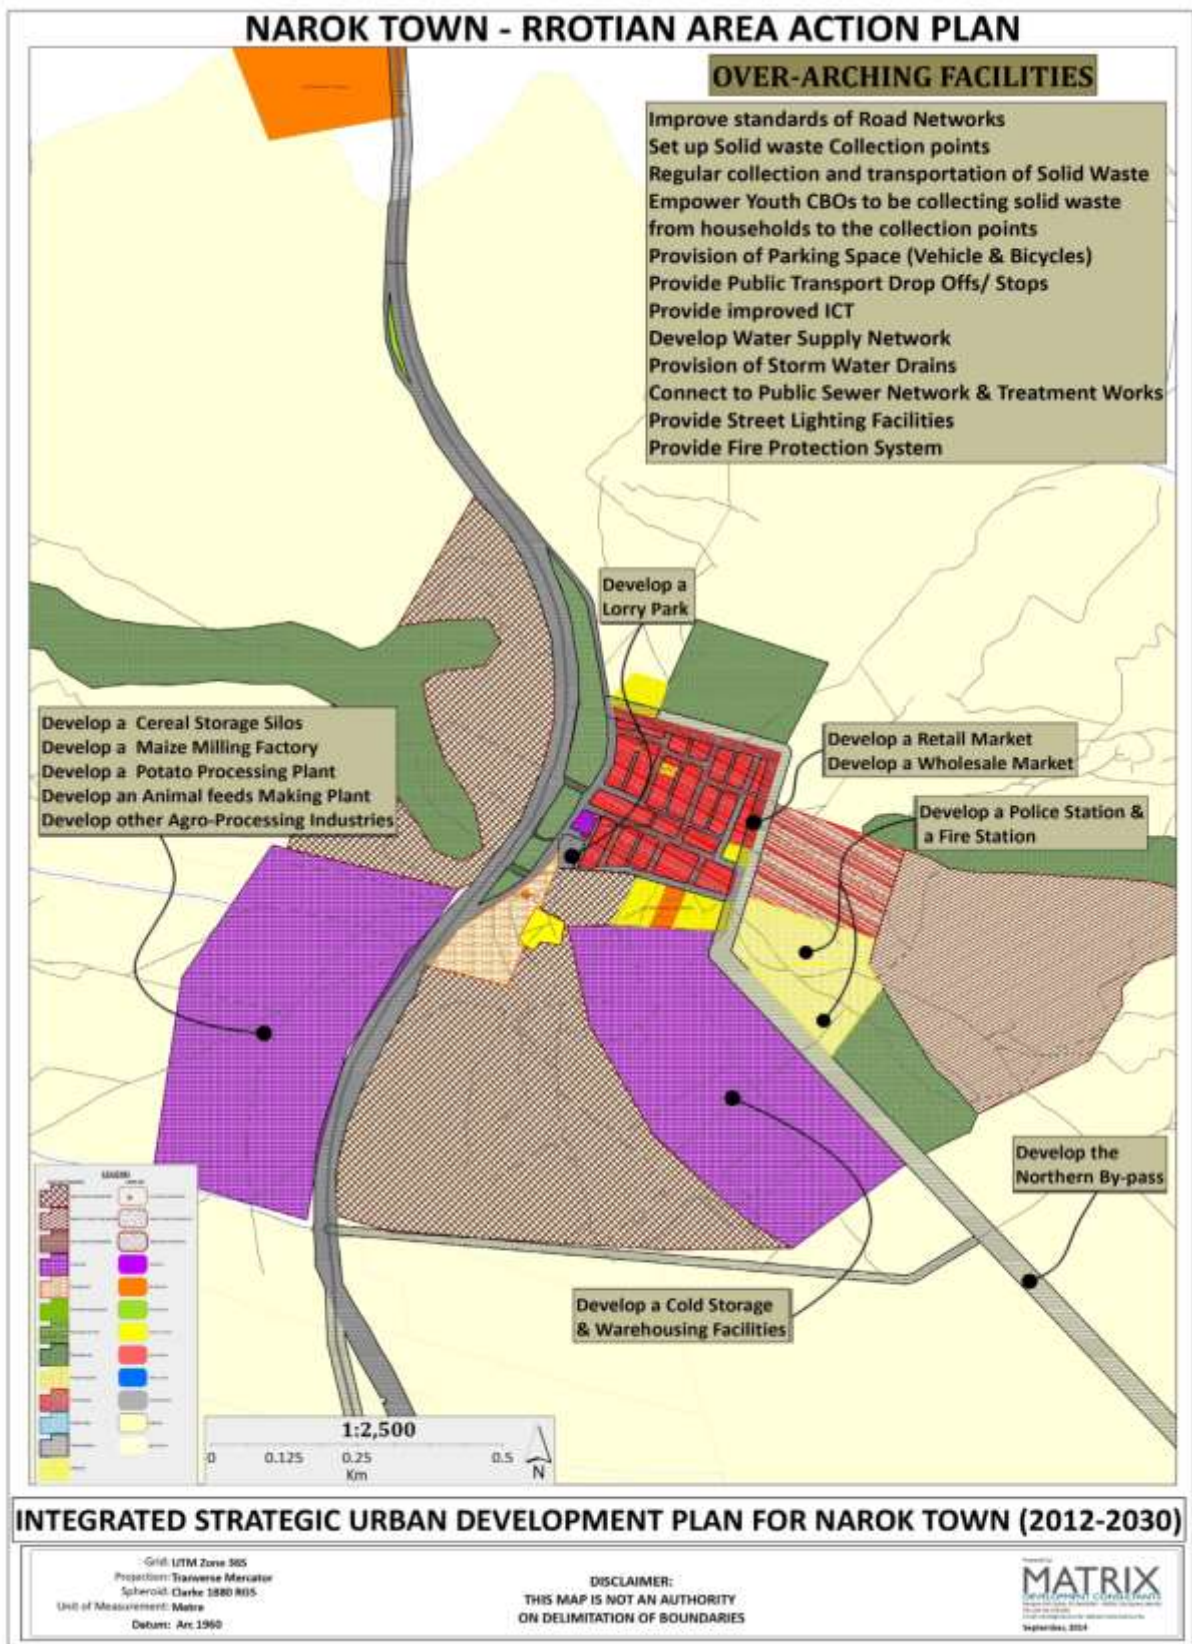 NAROK TOWN - RROTIAN AREA ACTION PLAN
OVER-ARCHING FACILITIES
Improve standards of Road Networks
Set up Solid waste Collection points
Regular collection and transportation of Solid Waste
Empower Youth CBOs to be collecting solid waste
from households to the collection points
Provision of Parking Space (Vehicle & Bicycles)
Provide Public Transport Drop Offs/ Stops
Provide improved ICT
Develop Water Supply Network
Provision of Storm Water Drains
Connect to Public Sewer Network & Treatment Works
Provide Street Lighting Facilities
Provide Fire Protection System
Develop a
Lorry Park
Develop a Cereal Storage Silos
Develop a Maize Milling Factory
Develop a Potato Processing Plant
Develop an Animal feeds Making Plant
Develop other Agro-Processing Industries
Develop a Retail Market
Develop a Wholesale Market
Develop a Police Station &
a Fire Station
Develop the
Northern By-pass
Develop a Cold Storage
& Warehousing Facilities
LEGEND
1:2,500
0 0.125 0.25 0.5
Km
N
INTEGRATED STRATEGIC URBAN DEVELOPMENT PLAN FOR NAROK TOWN (2012-2030)
Grid: UTM Zone 36S
Projection: Tranverse Mercator
Spheroid: Clarke 1880 RGS
Unit of Measurement: Metre
Datum: Arc 1960
DISCLAIMER:
THIS MAP IS NOT AN AUTHORITY
ON DELIMITATION OF BOUNDARIES
MATRIX
DEVELOPMENT CONSULTANTS
September, 2014